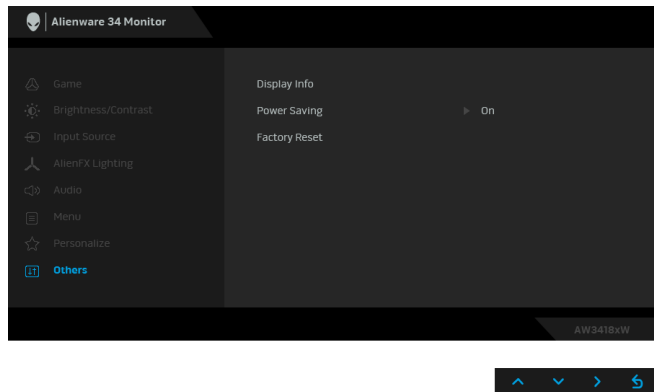 Alienware 34 Monitor
Game
Brightness/Contrast
Input Source
AlienFX Lighting
Audio
Menu
Personalize
Others
Display Info
Power Saving On
Factory Reset
AW3418xW